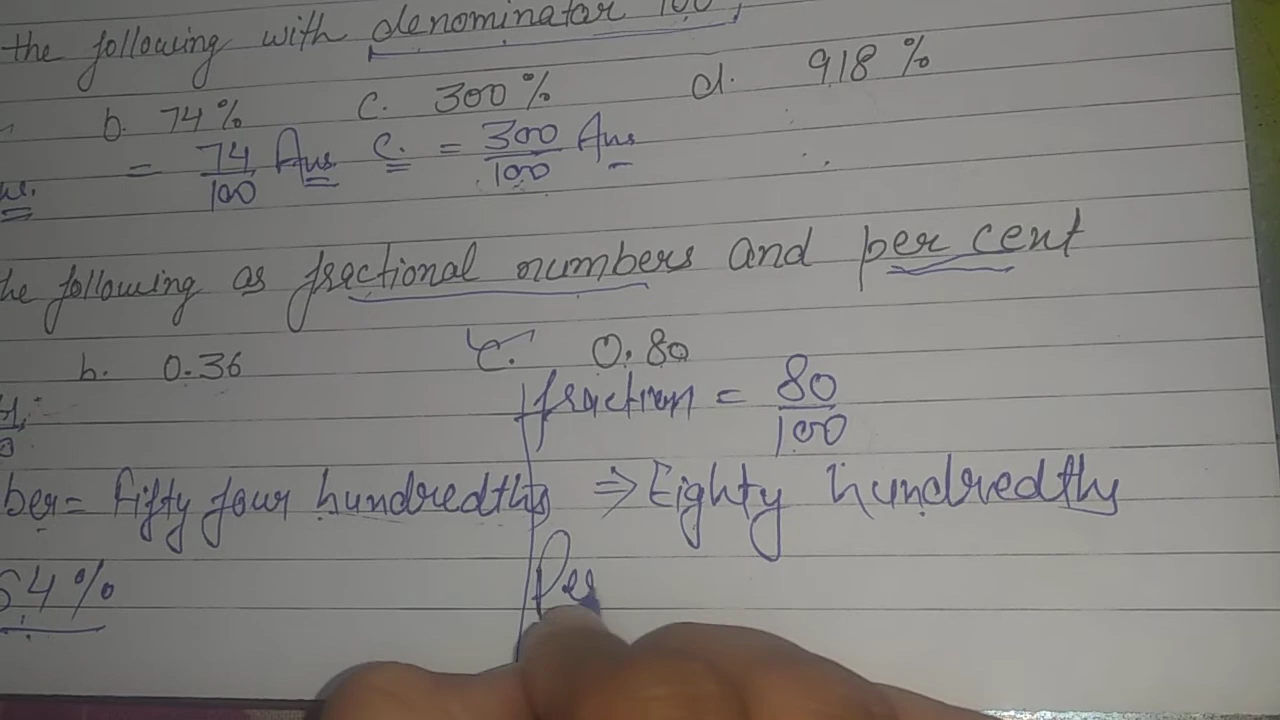 the following with denominator 100,
b. 74% c. 300% d. 918%
= 74/100 Ans c. = 300/100 Ans
he following as fractional numbers and per cent
b. 0.36 c. 0.80
fraction = 80/100
ber = fifty four hundredths ⇒ Eighty hundredths
54% Per